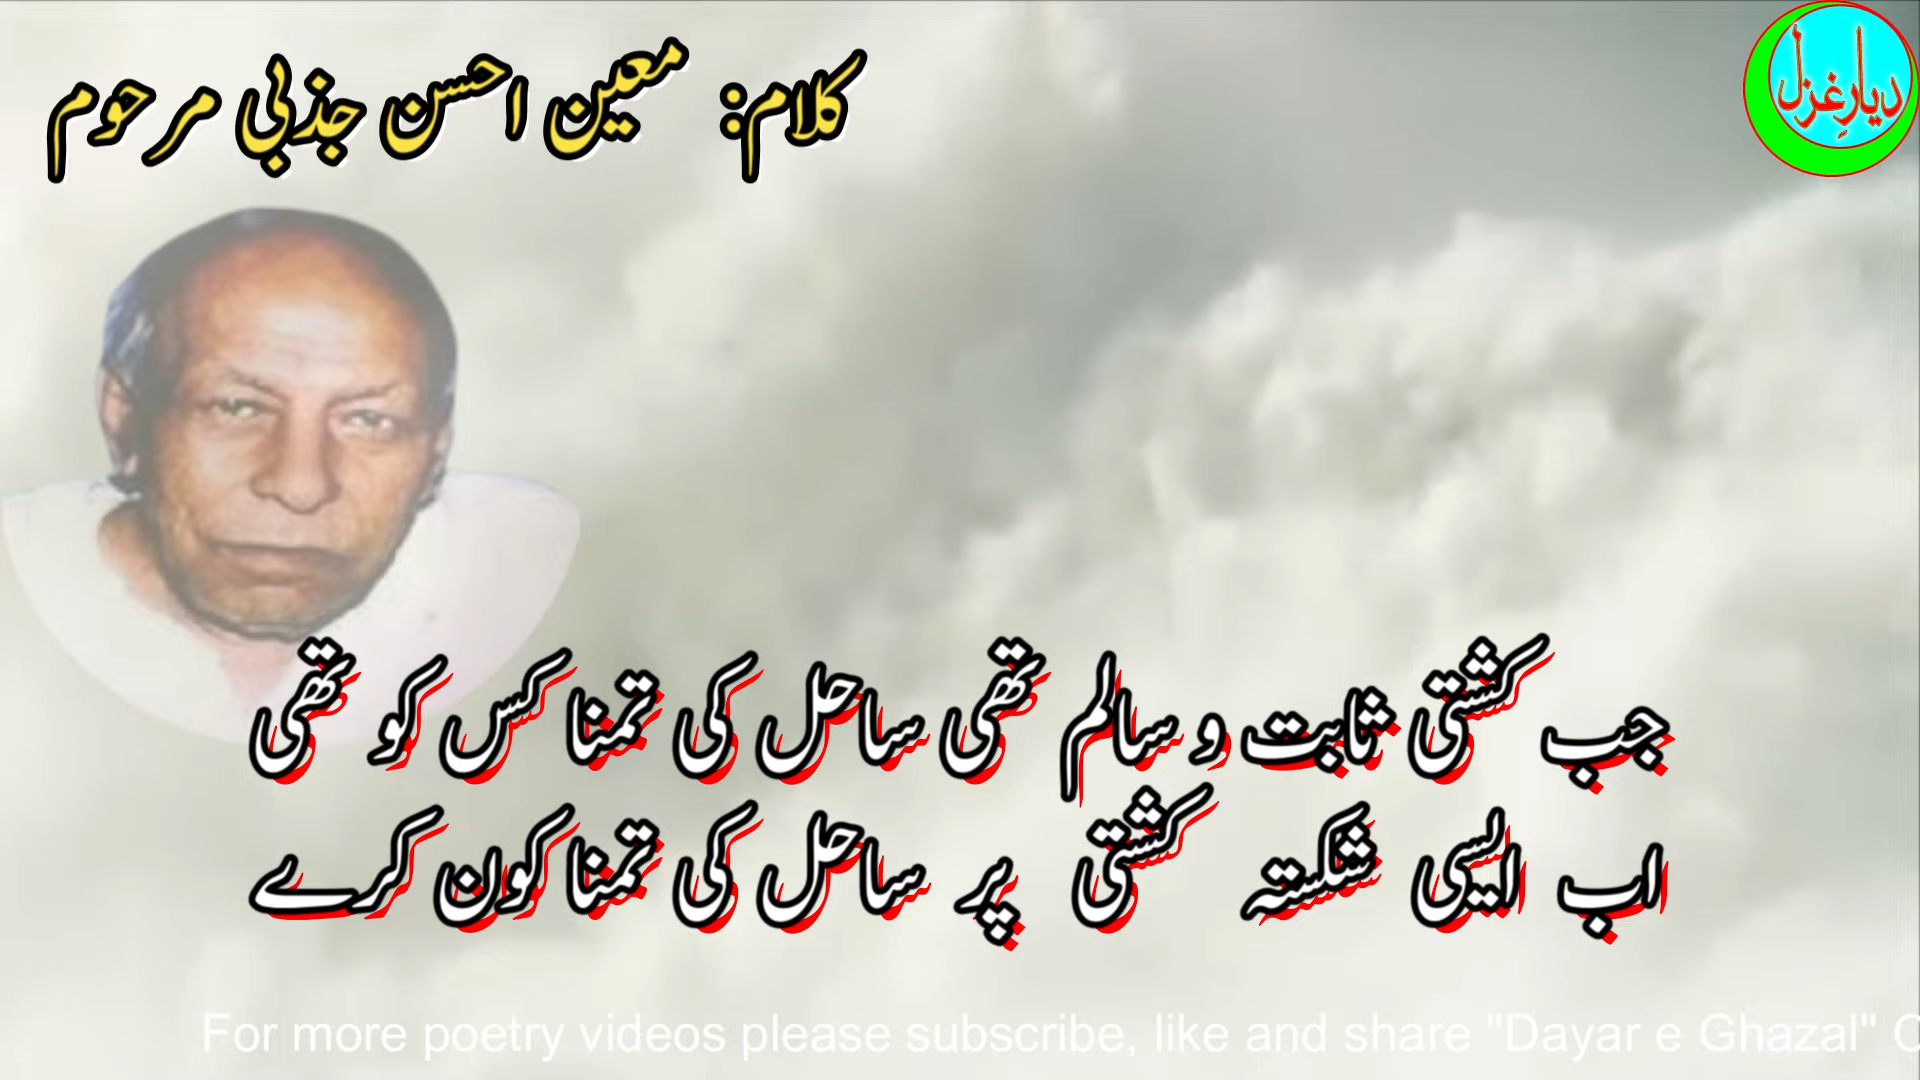 کلام: معین احسن جذبی مرحوم
دیارِغزل
جب کشتی ثابت و سالم تھی ساحل کی تمنا کس کو تھی
اب ایسی شکستہ کشتی پر ساحل کی تمنا کون کرے
For more poetry videos please subscribe, like and share "Dayar e Ghazal" C